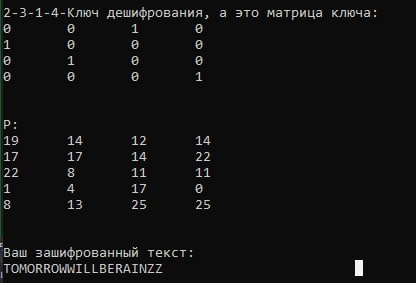 2-3-1-4-Ключ дешифрования, а это матрица ключа:
0 0 1 0
1 0 0 0
0 1 0 0
0 0 0 1
P:
19 14 12 14
17 17 14 22
22 8 11 11
1 4 17 0
8 13 25 25
Ваш зашифрованный текст:
TOMORROWWILLBERAINZZ